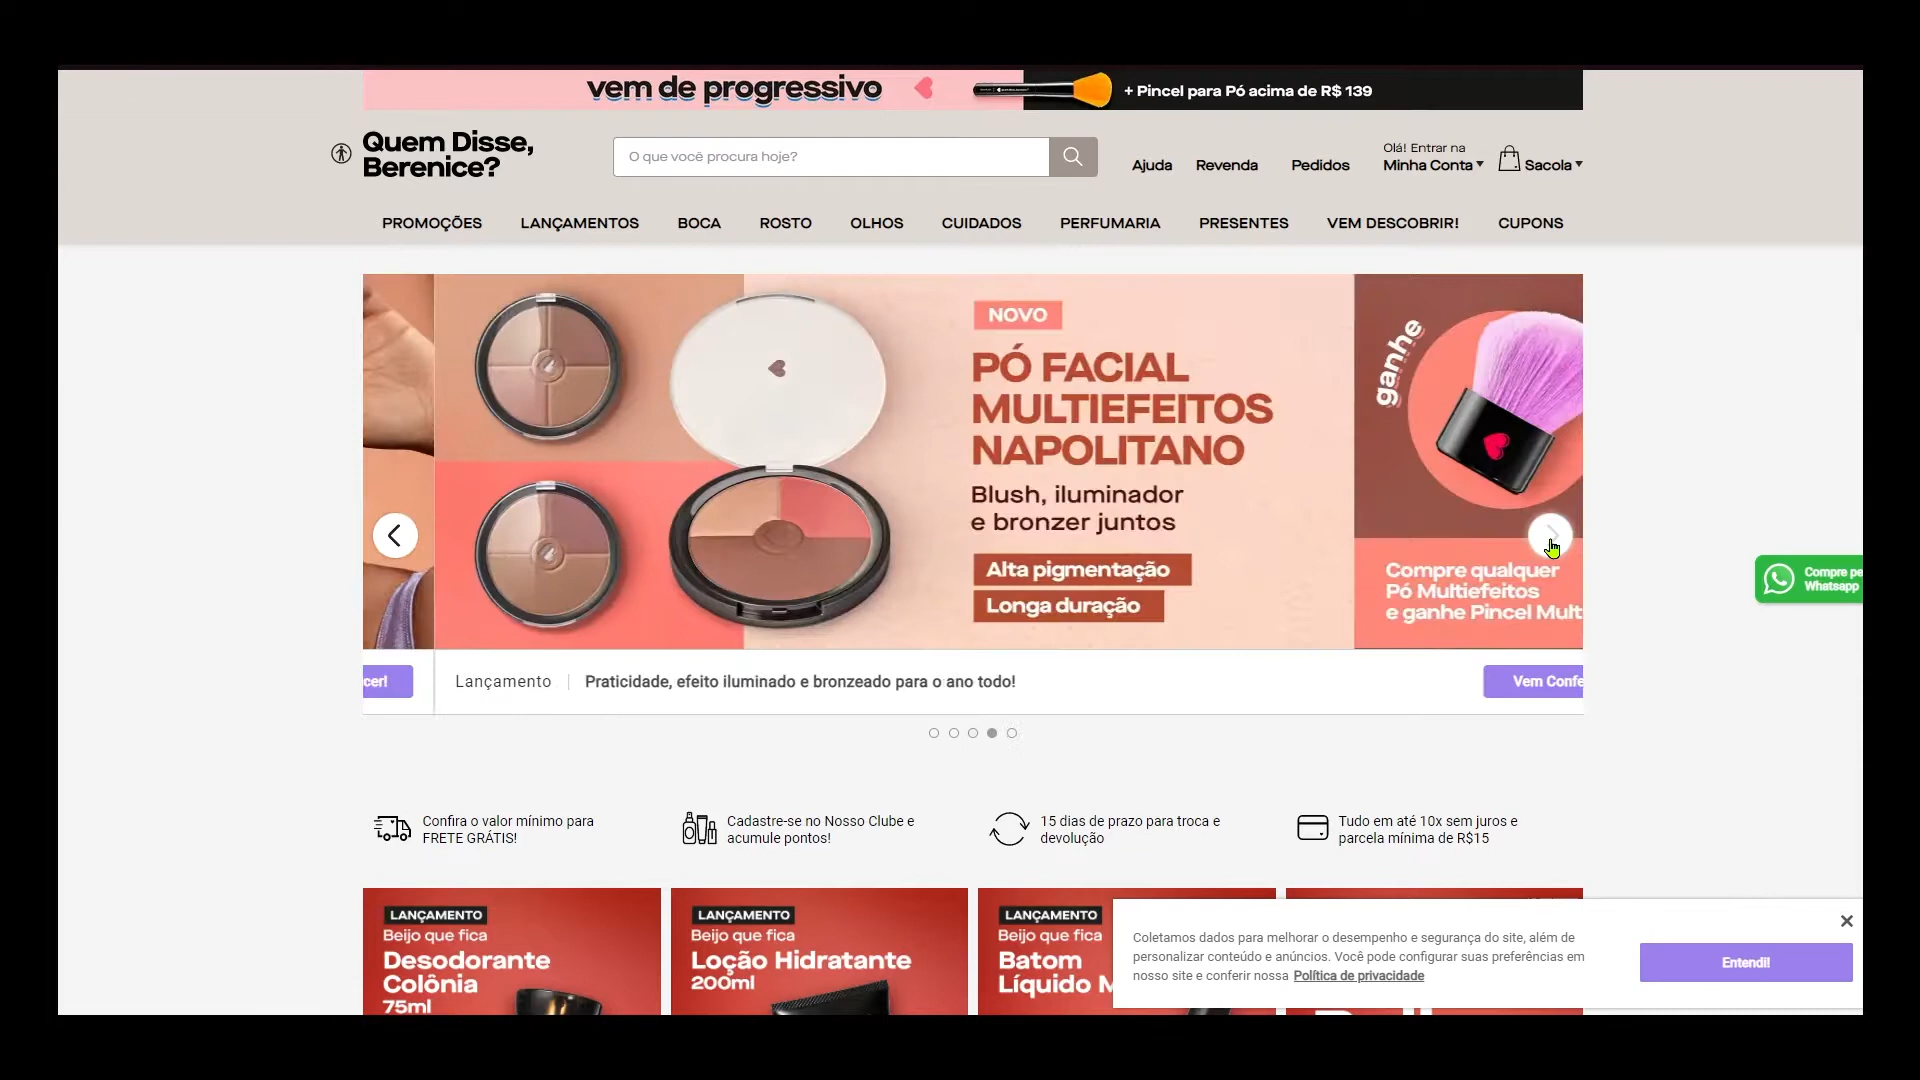 vem de progressivo
+ Pincel para Pó acima de R$ 139
Quem Disse,
Berenice?
O que você procura hoje?
Ajuda
Revenda
Pedidos
Olá! Entrar na
Minha Conta
Sacola
PROMOÇÕES
LANÇAMENTOS
BOCA
ROSTO
OLHOS
CUIDADOS
PERFUMARIA
PRESENTES
VEM DESCOBRIR!
CUPONS
NOVO
PÓ FACIAL
MULTIEFEITOS
NAPOLITANO
Blush, iluminador
e bronzer juntos
Alta pigmentação
Longa duração
ganhe
Compre qualquer
Pó Multiefeitos
e ganhe Pincel Mult
Compre pe
Whatsapp
cer!
Lançamento
Praticidade, efeito iluminado e bronzeado para o ano todo!
Vem Confe
Confira o valor mínimo para
FRETE GRÁTIS!
Cadastre-se no Nosso Clube e
acumule pontos!
15 dias de prazo para troca e
devolução
Tudo em até 10x sem juros e
parcela mínima de R$15
LANÇAMENTO
Beijo que fica
Desodorante
Colônia
75ml
LANÇAMENTO
Beijo que fica
Loção Hidratante
200ml
LANÇAMENTO
Beijo que fica
Batom
Líquido M
Coletamos dados para melhorar o desempenho e segurança do site, além de
personalizar conteúdo e anúncios. Você pode configurar suas preferências em
nosso site e conferir nossa Política de privacidade
Entendi!